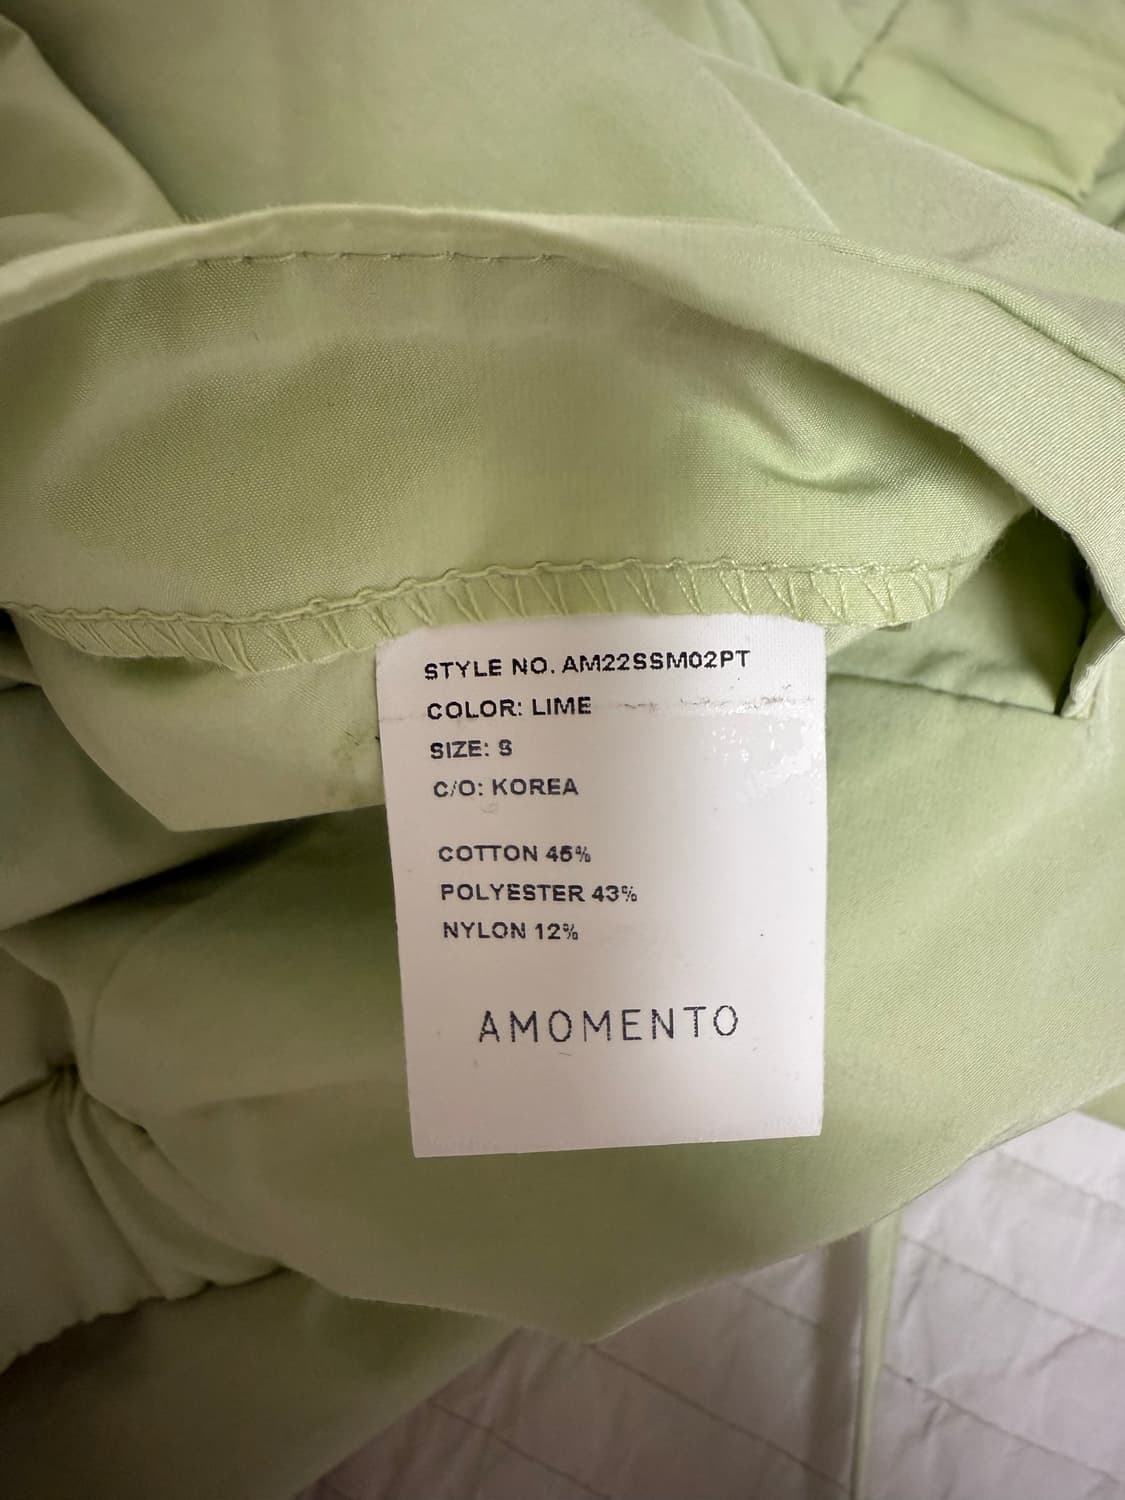 STYLE NO. AM22SSM02PT
COLOR: LIME
SIZE: S
C/O: KOREA
COTTON 45%
POLYESTER 43%
NYLON 12%
AMOMENTO